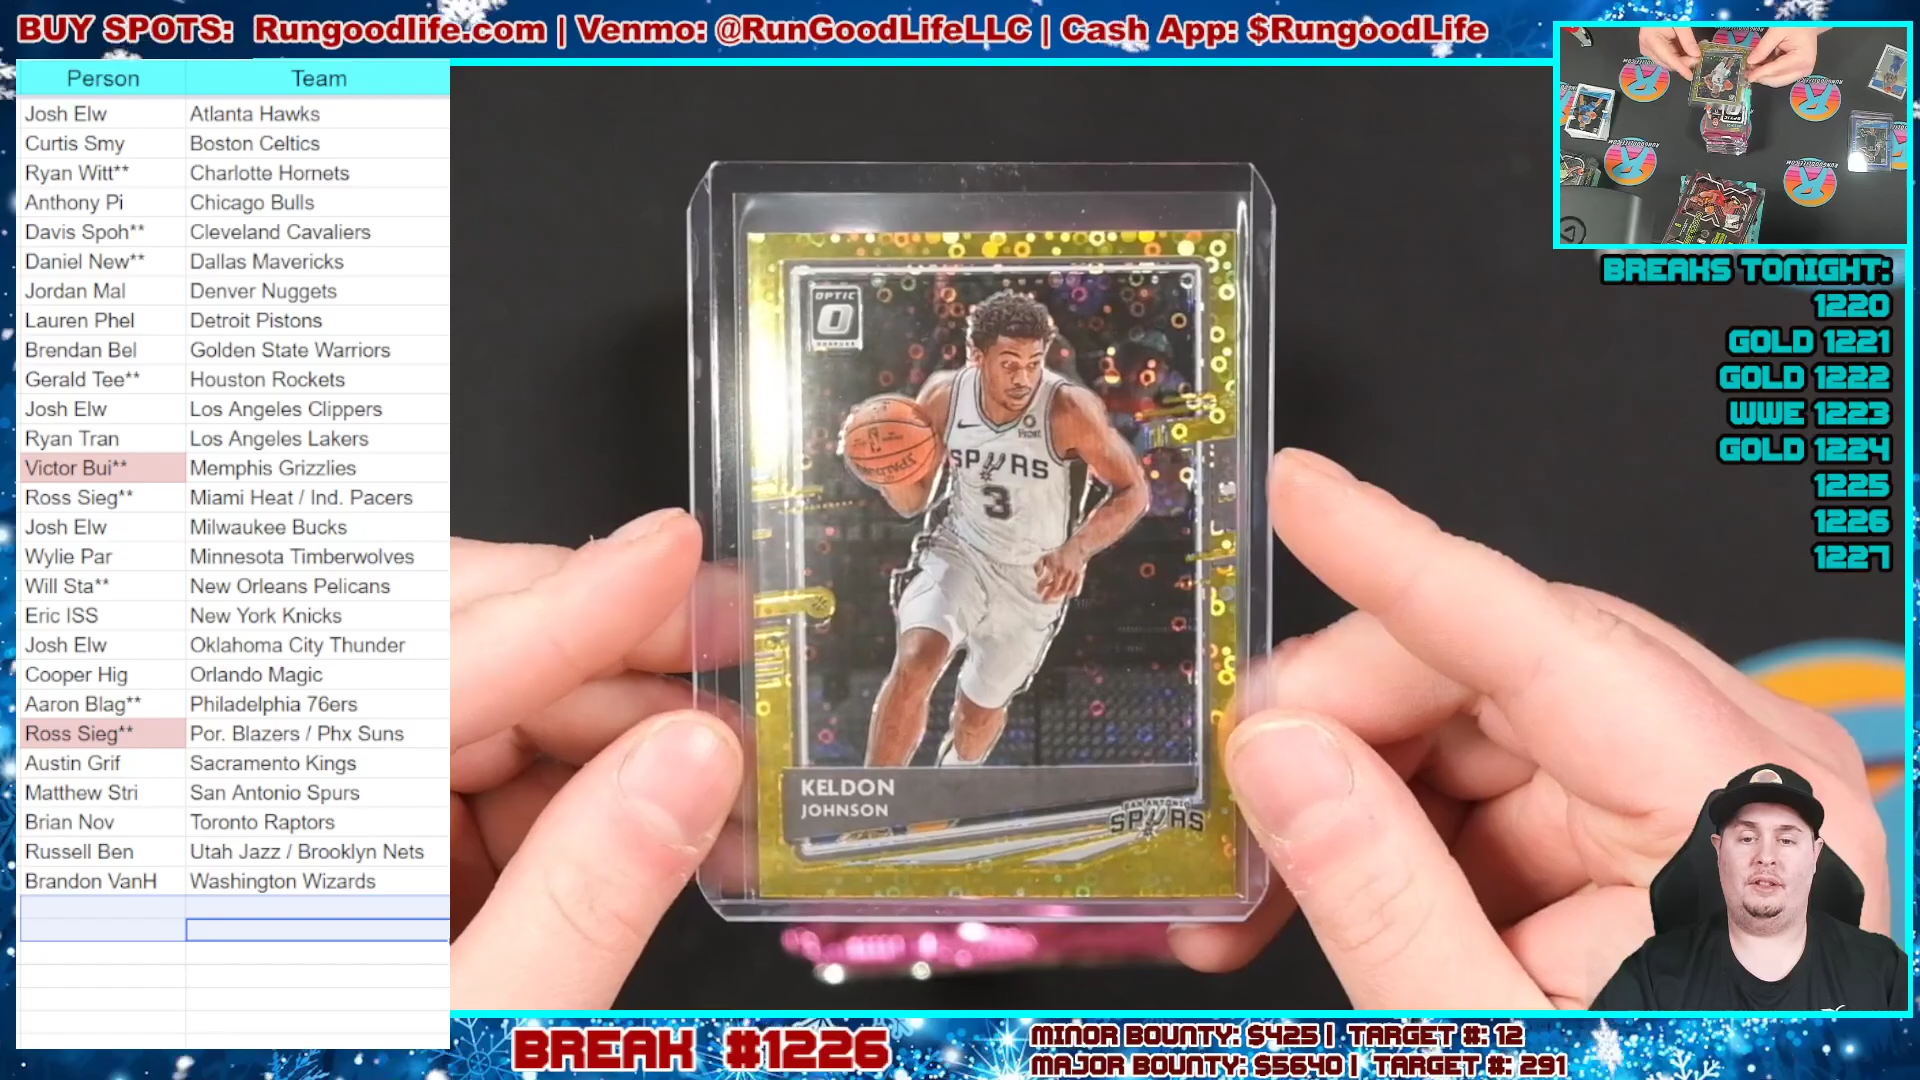 BUY SPOTS: Rungoodlife.com | Venmo: @RunGoodLifeLLC | Cash App: $RungoodLife
Person Team
Josh Elw Atlanta Hawks
Curtis Smy Boston Celtics
Ryan Witt** Charlotte Hornets
Anthony Pi Chicago Bulls
Davis Spoh** Cleveland Cavaliers
Daniel New** Dallas Mavericks
Jordan Mal Denver Nuggets
Lauren Phel Detroit Pistons
Brendan Bel Golden State Warriors
Gerald Tee** Houston Rockets
Josh Elw Los Angeles Clippers
Ryan Tran Los Angeles Lakers
Victor Bui** Memphis Grizzlies
Ross Sieg** Miami Heat / Ind. Pacers
Josh Elw Milwaukee Bucks
Wylie Par Minnesota Timberwolves
Will Sta** New Orleans Pelicans
Eric ISS New York Knicks
Josh Elw Oklahoma City Thunder
Cooper Hig Orlando Magic
Aaron Blag** Philadelphia 76ers
Ross Sieg** Por. Blazers / Phx Suns
Austin Grif Sacramento Kings
Matthew Stri San Antonio Spurs
Brian Nov Toronto Raptors
Russell Ben Utah Jazz / Brooklyn Nets
Brandon VanH Washington Wizards
OPTIC
O
SPALDING
SPURS
3
KELDON
JOHNSON
SAN ANTONIO
SPURS
BREAKS TONIGHT:
1220
GOLD 1221
GOLD 1222
WWE 1223
GOLD 1224
1225
1226
1227
BREAK #1226
MINOR BOUNTY: $425 | TARGET #: 12
MAJOR BOUNTY: $5640 | TARGET #: 291